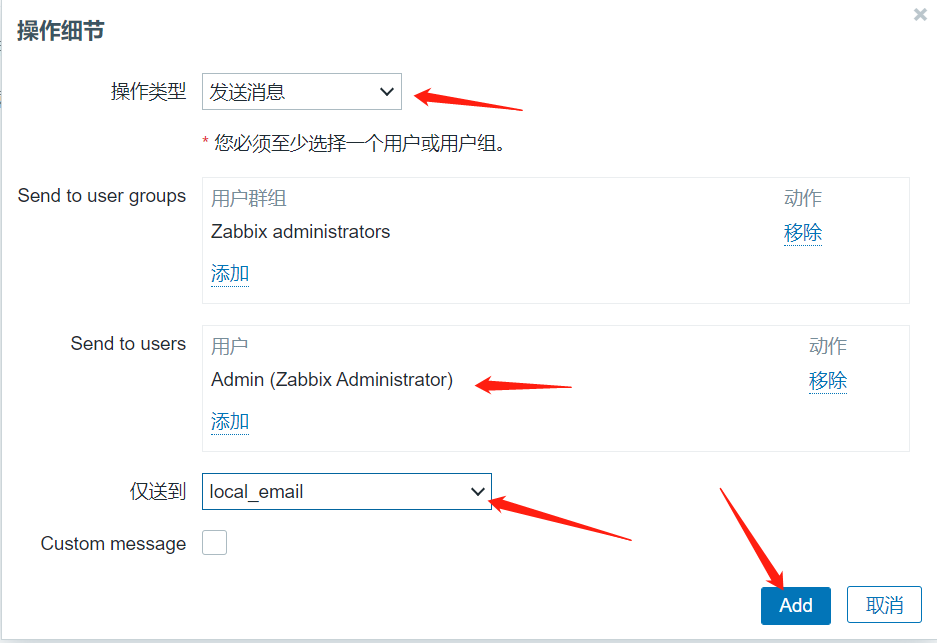 操作细节
操作类型 发送消息
* 您必须至少选择一个用户或用户组。
Send to user groups 用户群组 动作
Zabbix administrators 移除
添加
Send to users 用户 动作
Admin (Zabbix Administrator) 移除
添加
仅送到 local_email
Custom message
Add 取消